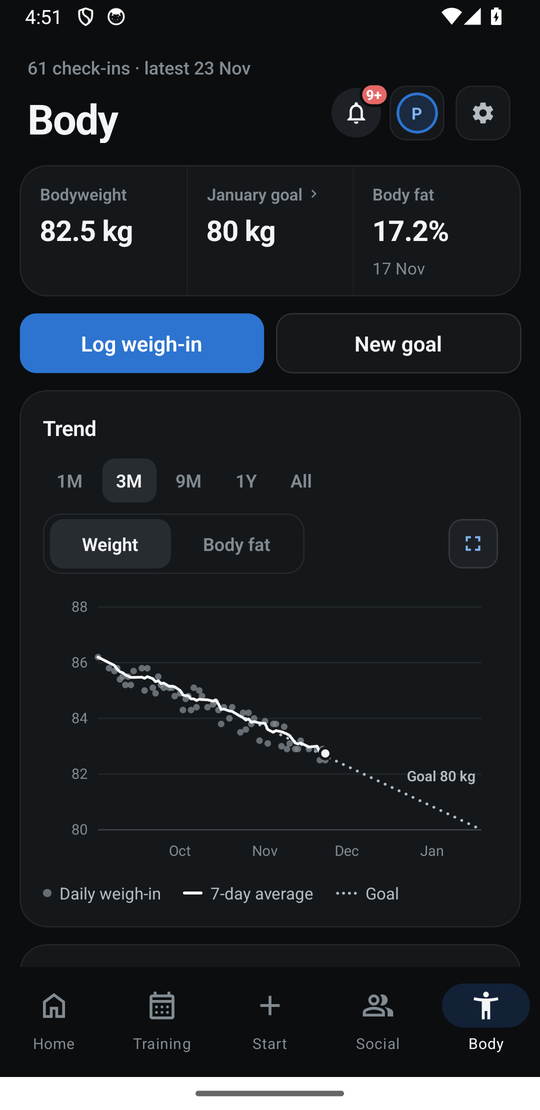 4:51
61 check-ins · latest 23 Nov
Body
9+
P
Bodyweight
82.5 kg
January goal
80 kg
Body fat
17.2%
17 Nov
Log weigh-in
New goal
Trend
1M 3M 9M 1Y All
Weight
Body fat
88
86
84
82
80
Goal 80 kg
Oct Nov Dec Jan
Daily weigh-in 7-day average Goal
Home Training Start Social Body